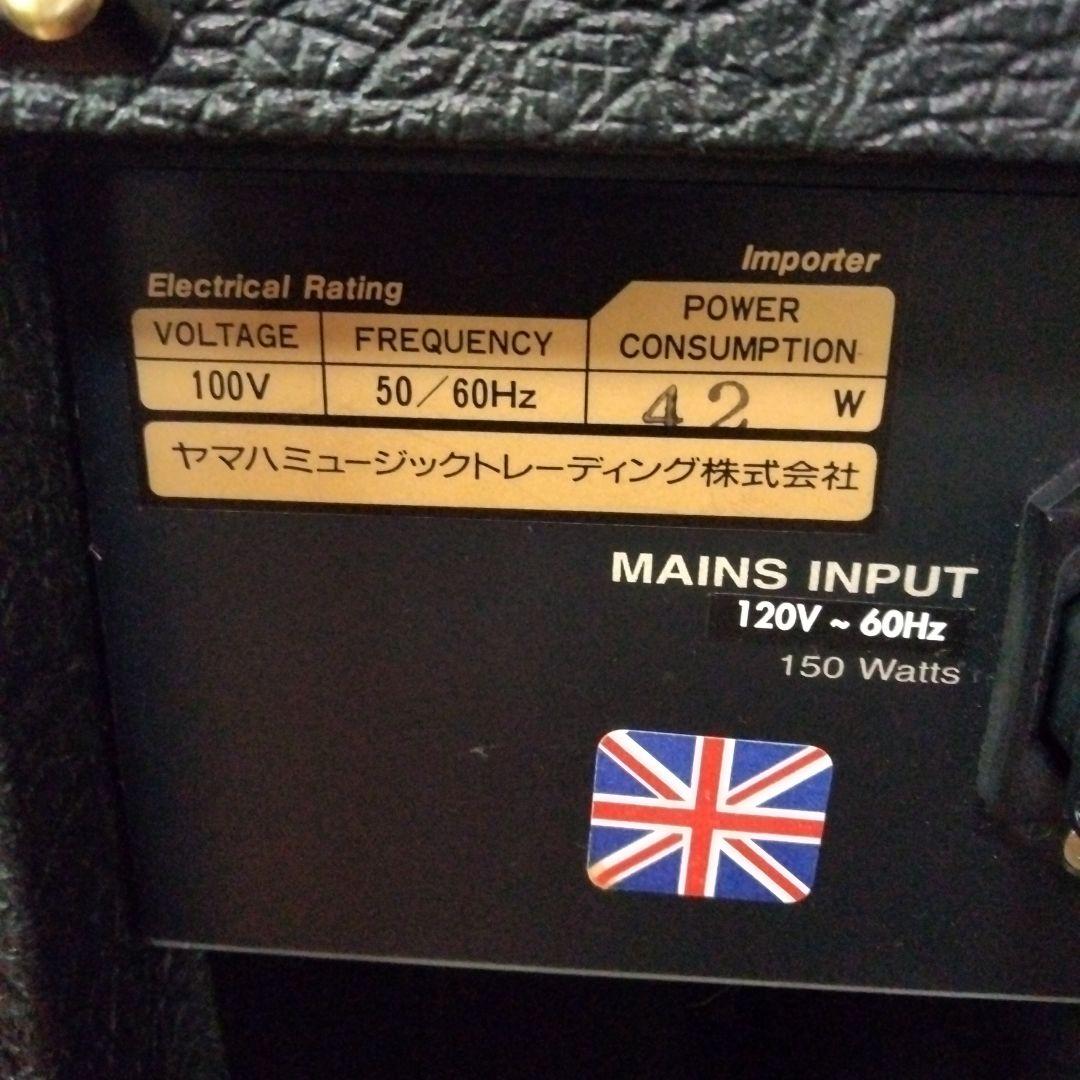 Importer
Electrical Rating
VOLTAGE FREQUENCY POWER CONSUMPTION
100V 50/60Hz 42 W
ヤマハミュージックトレーディング株式会社
MAINS INPUT
120V ~ 60Hz
150 Watts